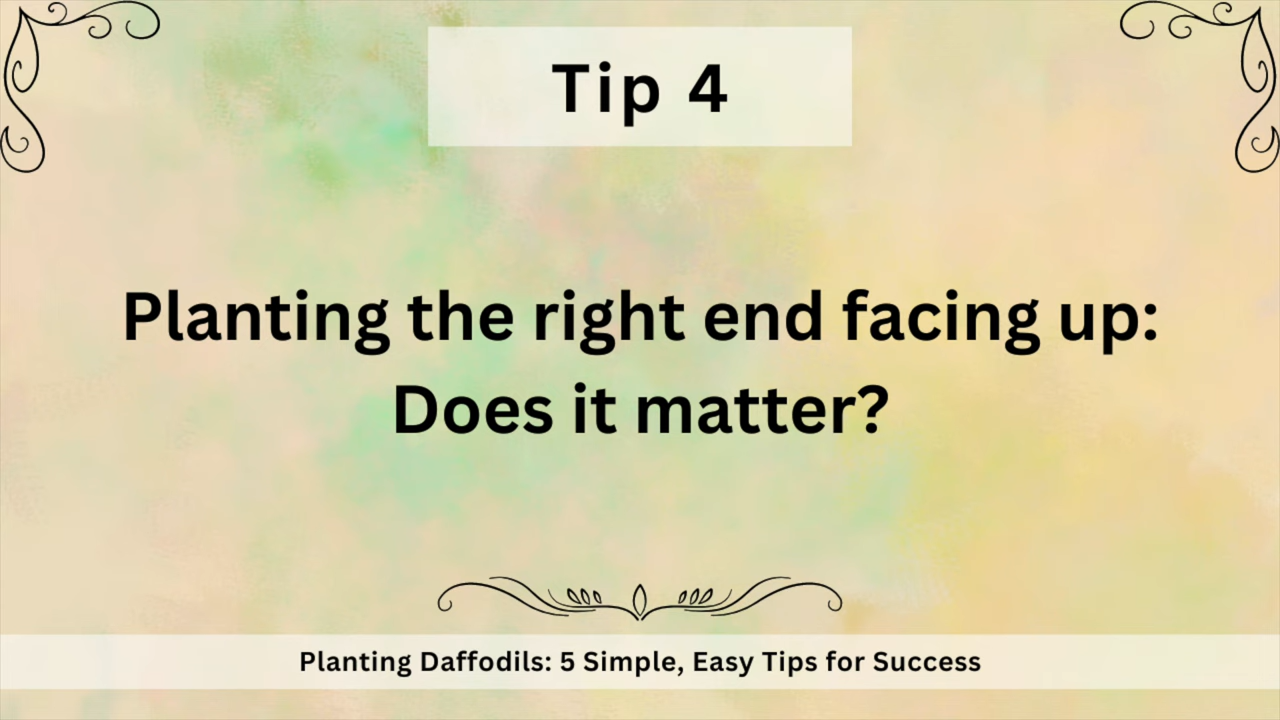 Tip 4
Planting the right end facing up:
Does it matter?
Planting Daffodils: 5 Simple, Easy Tips for Success